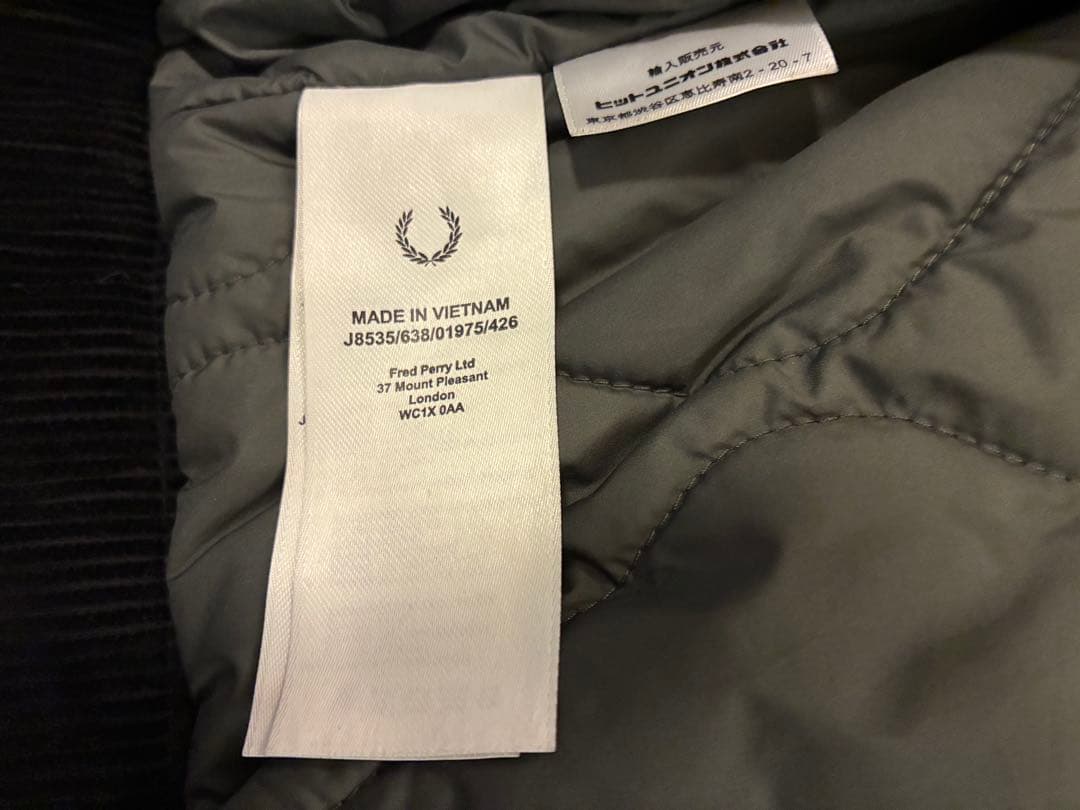 輸入販売元
ヒットユニオン株式会社
東京都渋谷区恵比寿南2-20-7
MADE IN VIETNAM
J8535/638/01975/426
Fred Perry Ltd
37 Mount Pleasant
London
WC1X 0AA
J